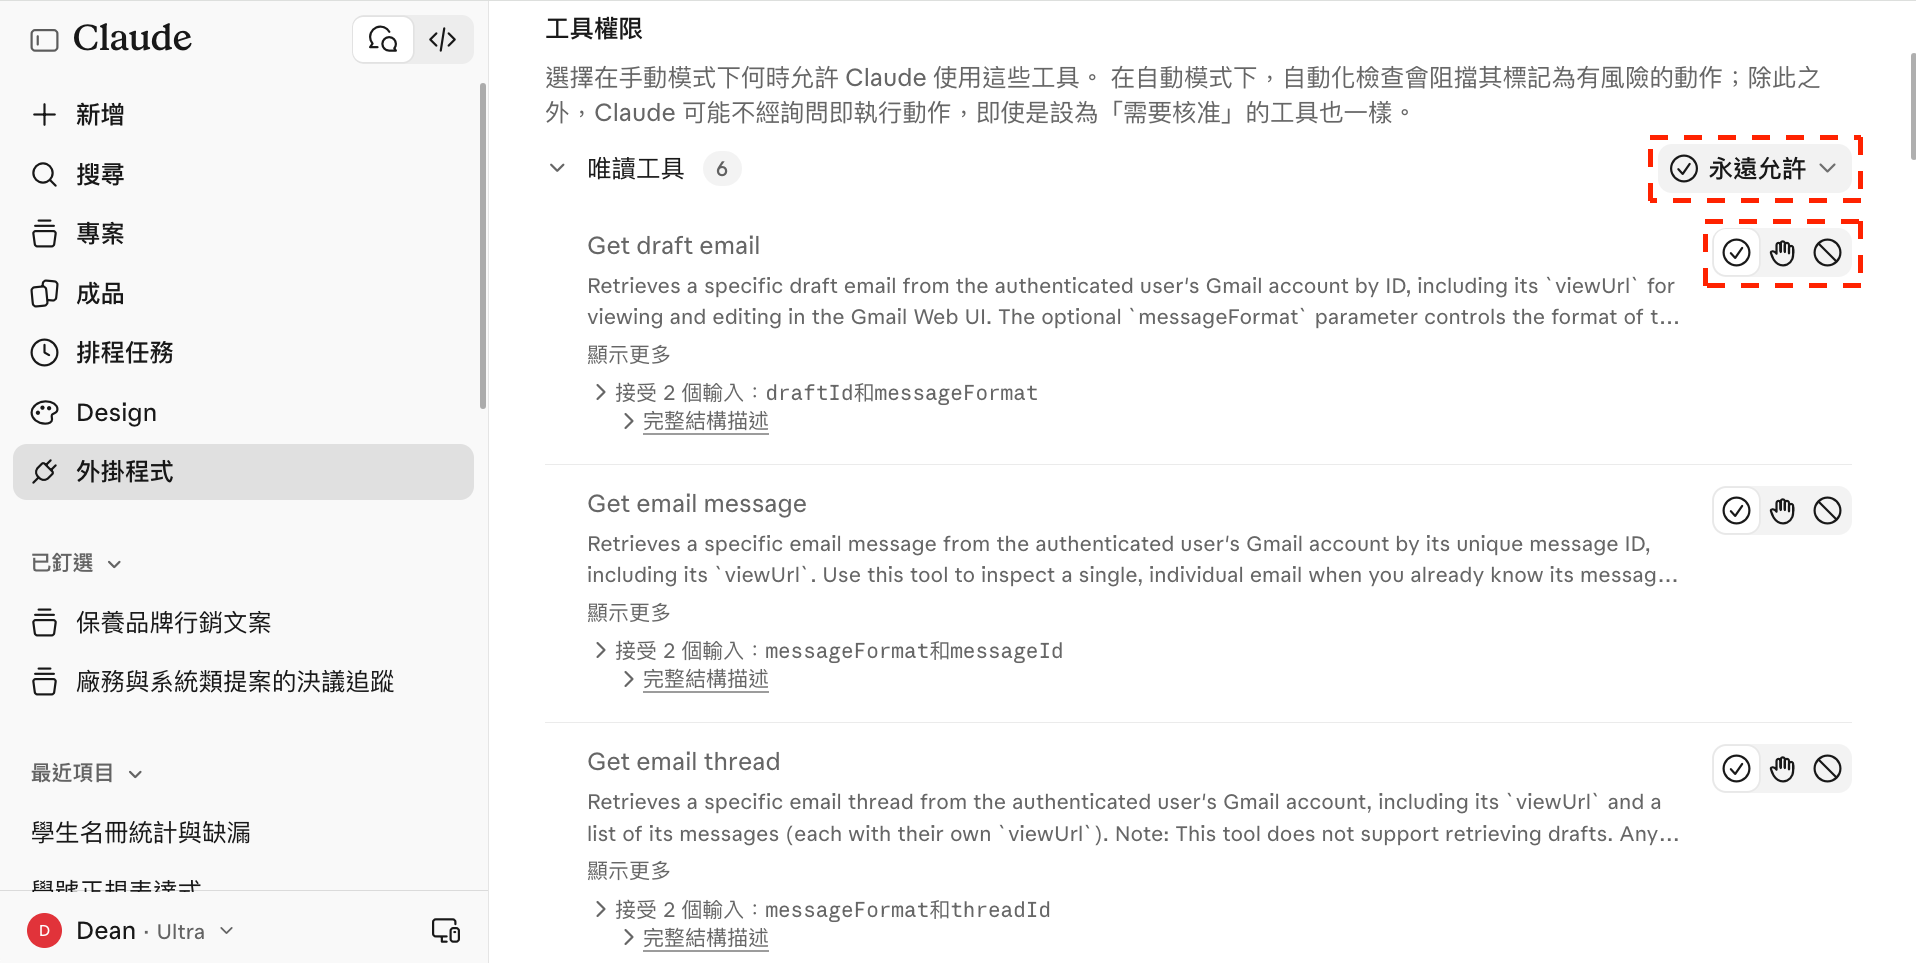 Claude
新增
搜尋
專案
成品
排程任務
Design
外掛程式
已釘選
保養品牌行銷文案
廠務與系統類提案的決議追蹤
最近項目
學生名冊統計與缺漏
學號正規表達式
D
Dean · Ultra
工具權限
選擇在手動模式下何時允許 Claude 使用這些工具。 在自動模式下，自動化檢查會阻擋其標記為有風險的動作；除此之
外，Claude 可能不經詢問即執行動作，即使是設為「需要核准」的工具也一樣。
唯讀工具 6
永遠允許
Get draft email
Retrieves a specific draft email from the authenticated user's Gmail account by ID, including its `viewUrl` for
viewing and editing in the Gmail Web UI. The optional `messageFormat` parameter controls the format of t...
顯示更多
接受 2 個輸入：draftId和messageFormat
完整結構描述
Get email message
Retrieves a specific email message from the authenticated user's Gmail account by its unique message ID,
including its `viewUrl`. Use this tool to inspect a single, individual email when you already know its messag...
顯示更多
接受 2 個輸入：messageFormat和messageId
完整結構描述
Get email thread
Retrieves a specific email thread from the authenticated user's Gmail account, including its `viewUrl` and a
list of its messages (each with their own `viewUrl`). Note: This tool does not support retrieving drafts. Any...
顯示更多
接受 2 個輸入：messageFormat和threadId
完整結構描述